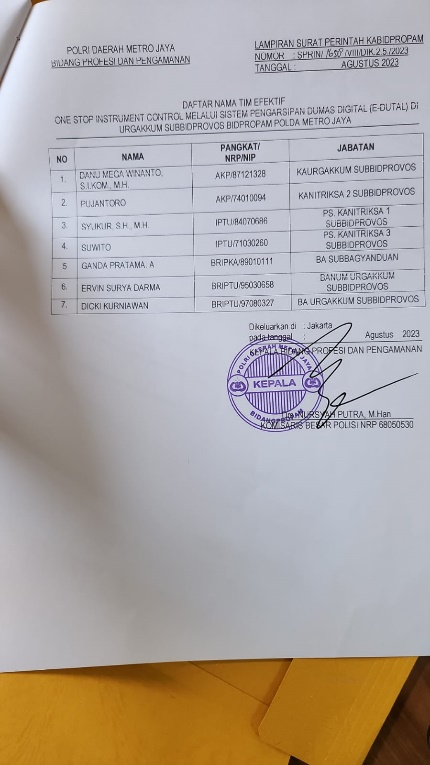 POLRI DAERAH METRO JAYA
BIDANG PROFESI DAN PENGAMANAN
LAMPIRAN SURAT PERINTAH KABIDPROPAM
NOMOR : SPRIN/ /VIII/DIK.2.5./2023
TANGGAL : AGUSTUS 2023
DAFTAR NAMA TIM EFEKTIF
ONE STOP INSTRUMENT CONTROL MELALUI SISTEM PENGARSIPAN DUMAS DIGITAL (E-DUTAL) DI
URGAKKUM SUBBIDPROVOS BIDPROPAM POLDA METRO JAYA
NO NAMA PANGKAT/ NRP/NIP JABATAN
1. DANU MEGA WINANTO, S.I.KOM., M.H. AKP/87121328 KAURGAKKUM SUBBIDPROVOS
2. PUJANTORO AKP/74010094 KANITRIKSA 2 SUBBIDPROVOS
3. SYUKUR, S.H., M.H. IPTU/84070686 PS. KANITRIKSA 1 SUBBIDPROVOS
4. SUWITO IPTU/71030260 PS. KANITRIKSA 3 SUBBIDPROVOS
5 GANDA PRATAMA. A BRIPKA/89010111 BA SUBBAGYANDUAN
6. ERVIN SURYA DARMA BRIPTU/95030658 BANUM URGAKKUM SUBBIDPROVOS
7. DICKI KURNIAWAN BRIPTU/97080327 BA URGAKKUM SUBBIDPROVOS
Dikeluarkan di : Jakarta
pada tanggal : Agustus 2023
KEPALA BIDANG PROFESI DAN PENGAMANAN
POLRI DAERAH METRO JAYA
KEPALA
BIDANG PROPAM
NURSYAH PUTRA, M.Han
KOMISARIS BESAR POLISI NRP 68050530